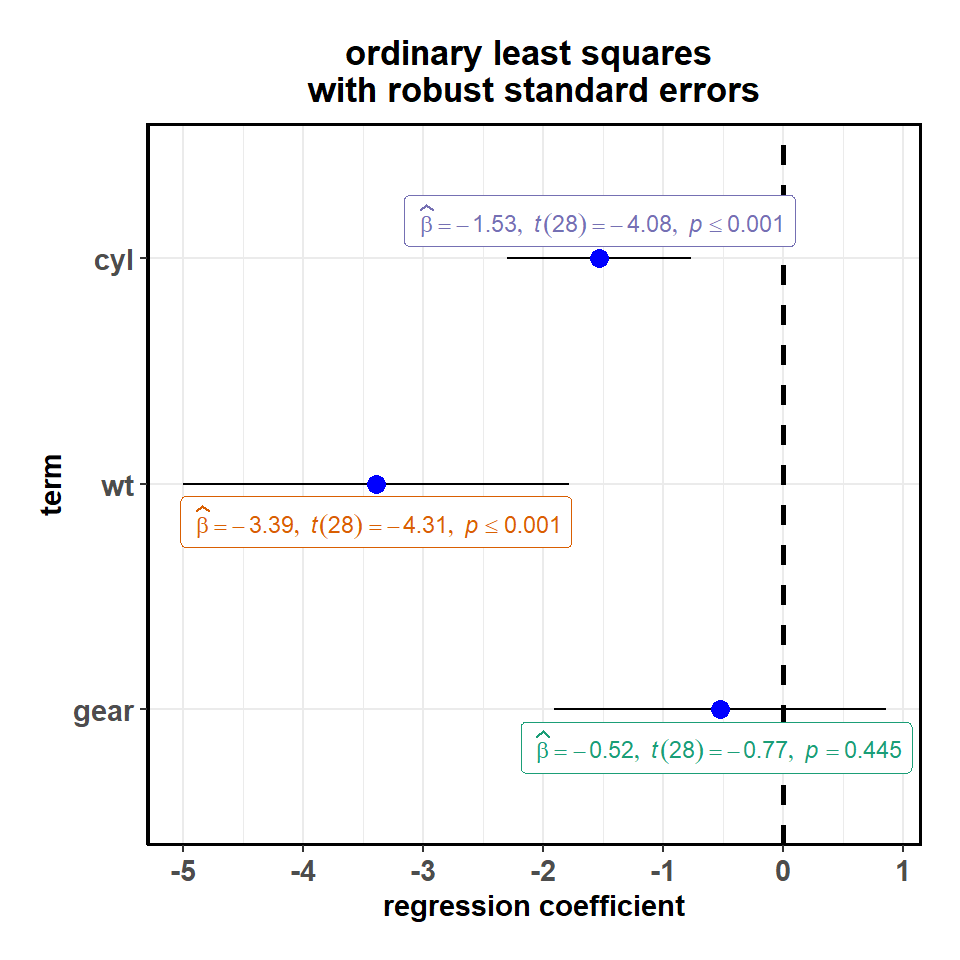 ordinary least squares
with robust standard errors
cyl
β̂ = −1.53, t(28) = −4.08, p ≤ 0.001
term
wt
β̂ = −3.39, t(28) = −4.31, p ≤ 0.001
gear
β̂ = −0.52, t(28) = −0.77, p = 0.445
-5 -4 -3 -2 -1 0 1
regression coefficient